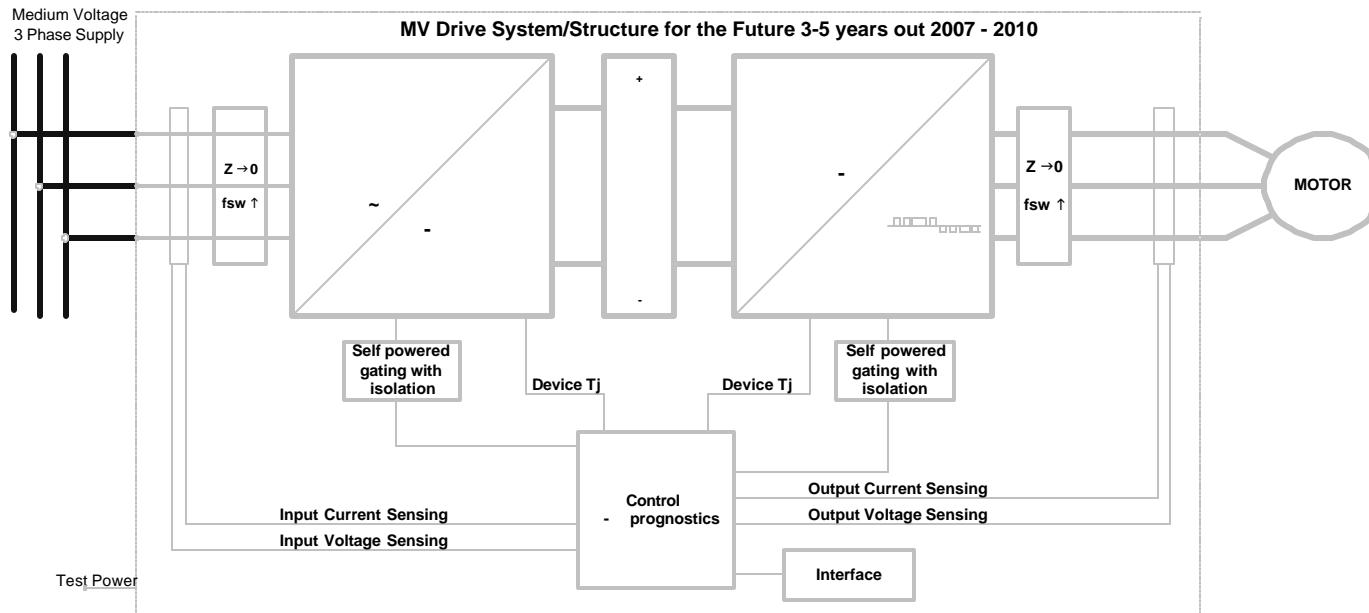 Medium Voltage
3 Phase Supply
MV Drive System/Structure for the Future 3-5 years out 2007 - 2010
+
-
Z →0
fsw ↑
~
-
-
Z →0
fsw ↑
MOTOR
Self powered
gating with
isolation
Device Tj
Device Tj
Self powered
gating with
isolation
Control
- prognostics
Input Current Sensing
Input Voltage Sensing
Output Current Sensing
Output Voltage Sensing
Test Power
Interface